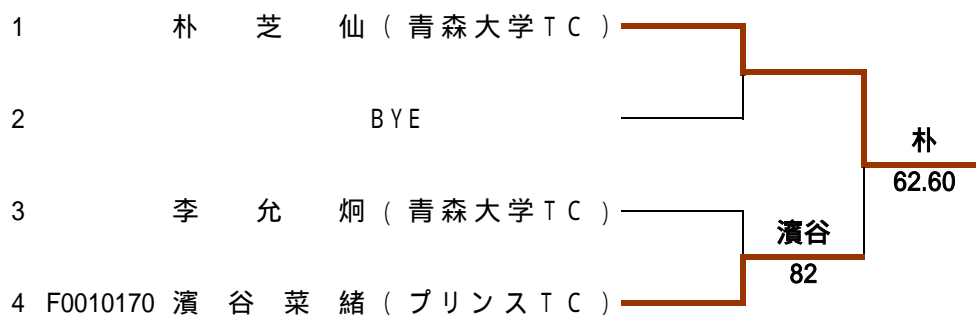 1 朴 芝 仙 ( 青森大学TC )
2 BYE
朴
62.60
3 李 允 炯 ( 青森大学TC )
濱谷
82
4 F0010170 濱 谷 菜 緒 ( プリンスTC )